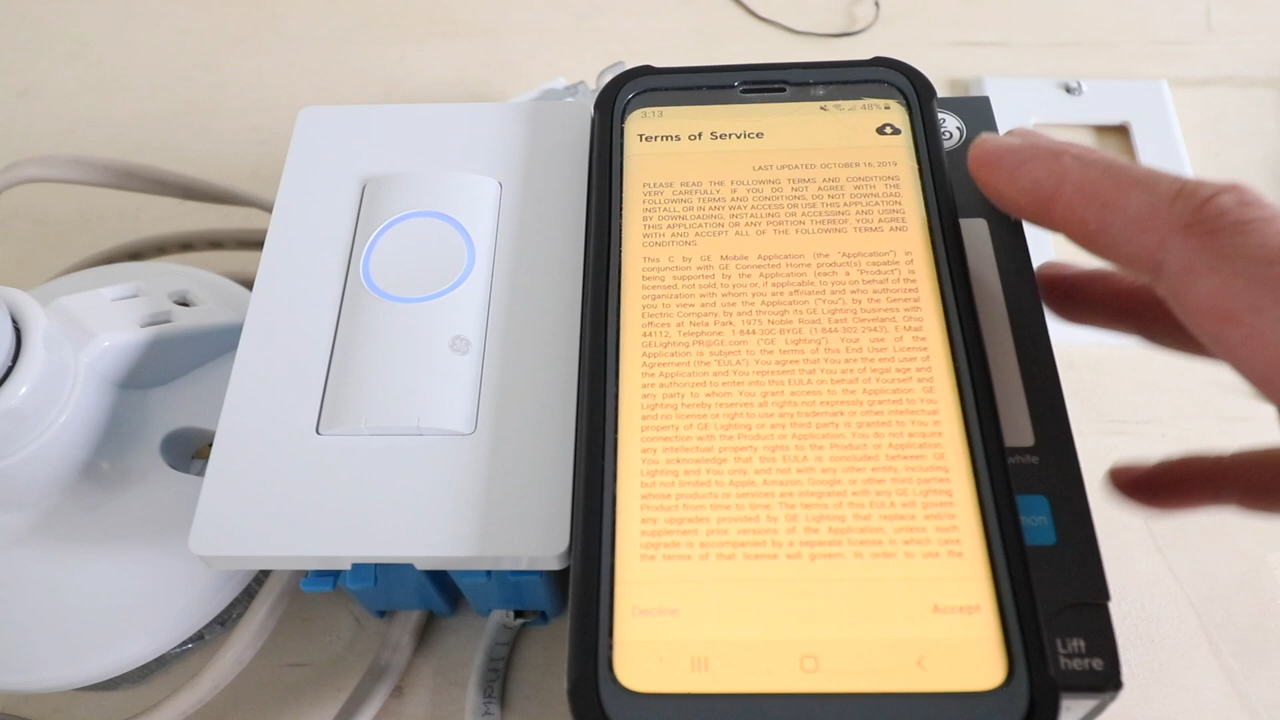 3:13
48%
Terms of Service
LAST UPDATED: OCTOBER 16, 2019
PLEASE READ THE FOLLOWING TERMS AND CONDITIONS
VERY CAREFULLY. IF YOU DO NOT AGREE WITH THE
FOLLOWING TERMS AND CONDITIONS, DO NOT DOWNLOAD,
INSTALL, OR IN ANY WAY ACCESS OR USE THIS APPLICATION.
BY DOWNLOADING, INSTALLING OR ACCESSING AND USING
THIS APPLICATION OR ANY PORTION THEREOF, YOU AGREE
WITH AND ACCEPT ALL OF THE FOLLOWING TERMS AND
CONDITIONS.
This C by GE Mobile Application (the "Application") in
conjunction with GE Connected Home product(s) capable of
being supported by the Application (each a "Product") is
licensed, not sold, to you or, if applicable, to you on behalf of the
organization with whom you are affiliated and who authorized
you to view and use the Application ("You"), by the General
Electric Company, by and through its GE Lighting business with
offices at Nela Park, 1975 Noble Road, East Cleveland, Ohio
44112, Telephone: 1-844-30C-BYGE (1-844-302-2943), E-Mail:
GELighting.PR@GE.com ("GE Lighting"). Your use of the
Application is subject to the terms of this End User License
Agreement (the "EULA"). You agree that You are the end user of
the Application and You represent that You are of legal age and
are authorized to enter into this EULA on behalf of Yourself and
any party to whom You grant access to the Application. GE
Lighting hereby reserves all rights not expressly granted to You
and no license or right to use any trademark or other intellectual
property of GE Lighting or any third party is granted to You in
connection with the Product or Application. You do not acquire
any intellectual property rights to the Product or Application.
You acknowledge that this EULA is concluded between GE
Lighting and You only, and not with any other entity, including
but not limited to Apple, Amazon, Google, or other third parties
whose products or services are integrated with any GE Lighting
Product from time to time. The terms of this EULA will govern
any upgrades provided by GE Lighting that replace and/or
supplement prior versions of the Application, unless such
upgrade is accompanied by a separate license in which case
the terms of that license will govern. In order to use the
Decline
Accept
GE
white
mon
Lift
here